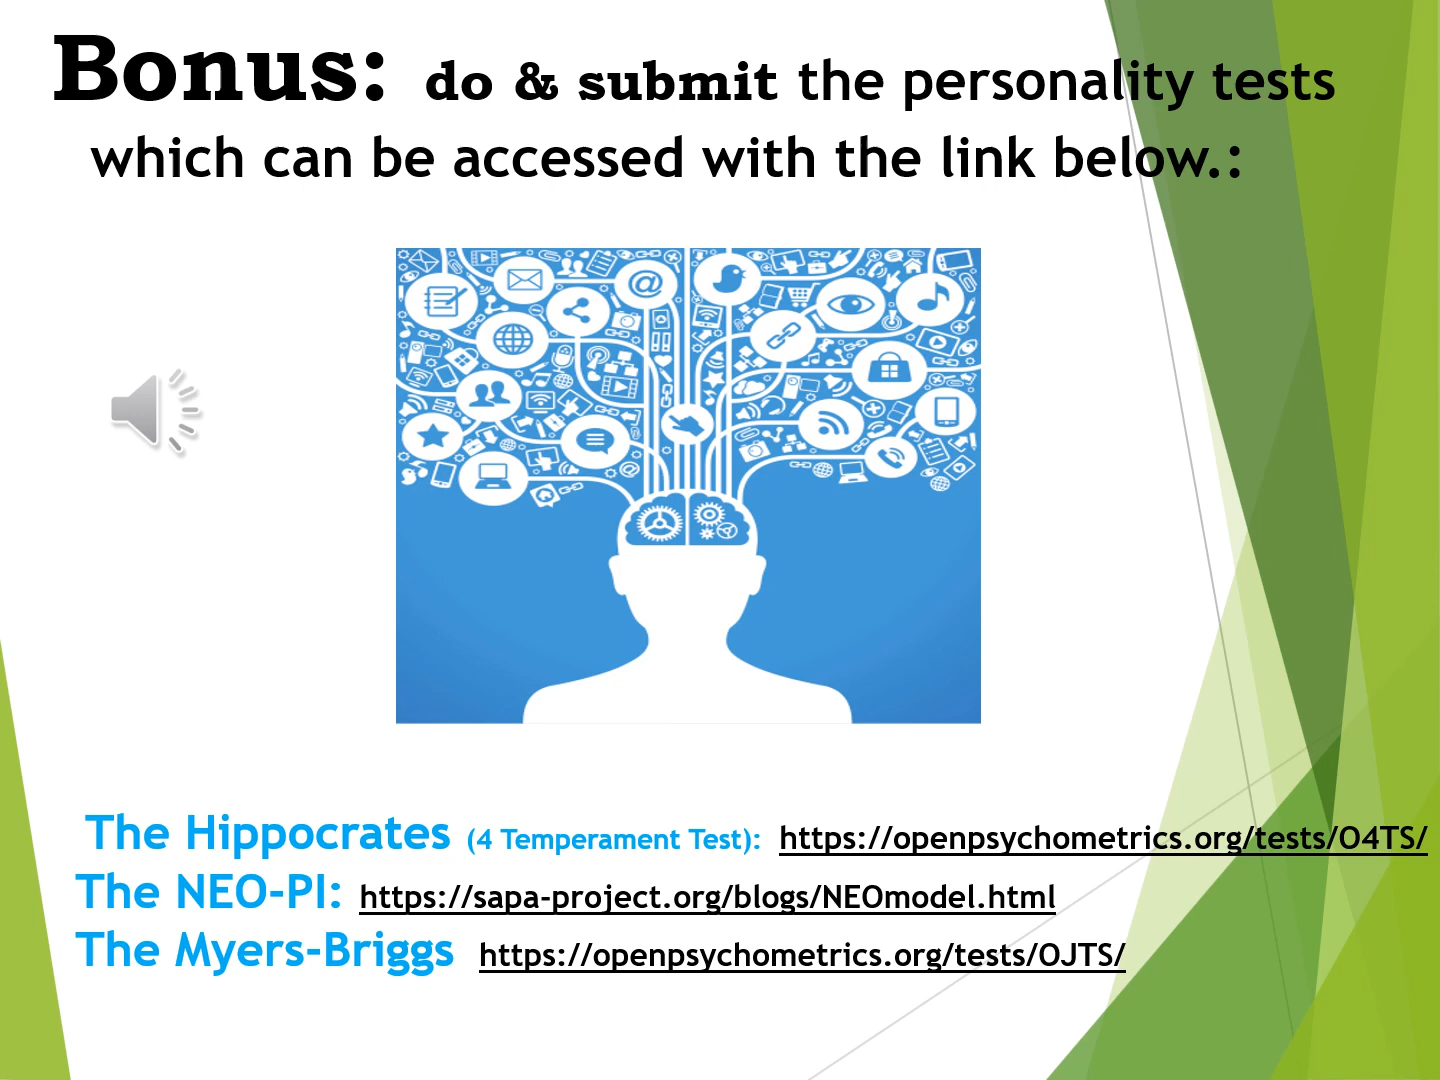 Bonus: do & submit the personality tests
which can be accessed with the link below.:
The Hippocrates (4 Temperament Test): https://openpsychometrics.org/tests/O4TS/
The NEO-PI: https://sapa-project.org/blogs/NEOmodel.html
The Myers-Briggs https://openpsychometrics.org/tests/OJTS/